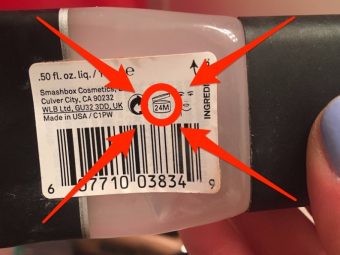 .50 fl. oz. liq. /
Smashbox Cosmetics,
Culver City, CA 90232
WLB Ltd, GU32 3DD, UK
Made in USA / C1PW
24M
INGREDI
6 07710 03834 9